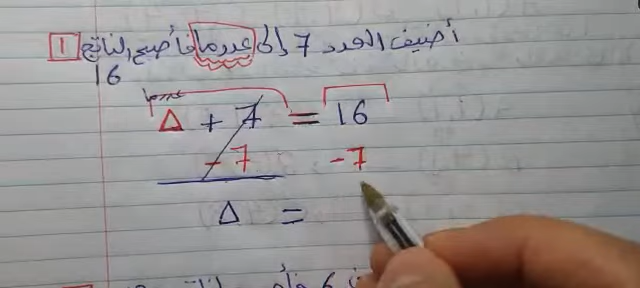 1 أضيف العدد 7 إلى عدد ما فأصبح الناتج
16
Δ + 7 = 16
- 7 - 7
Δ =